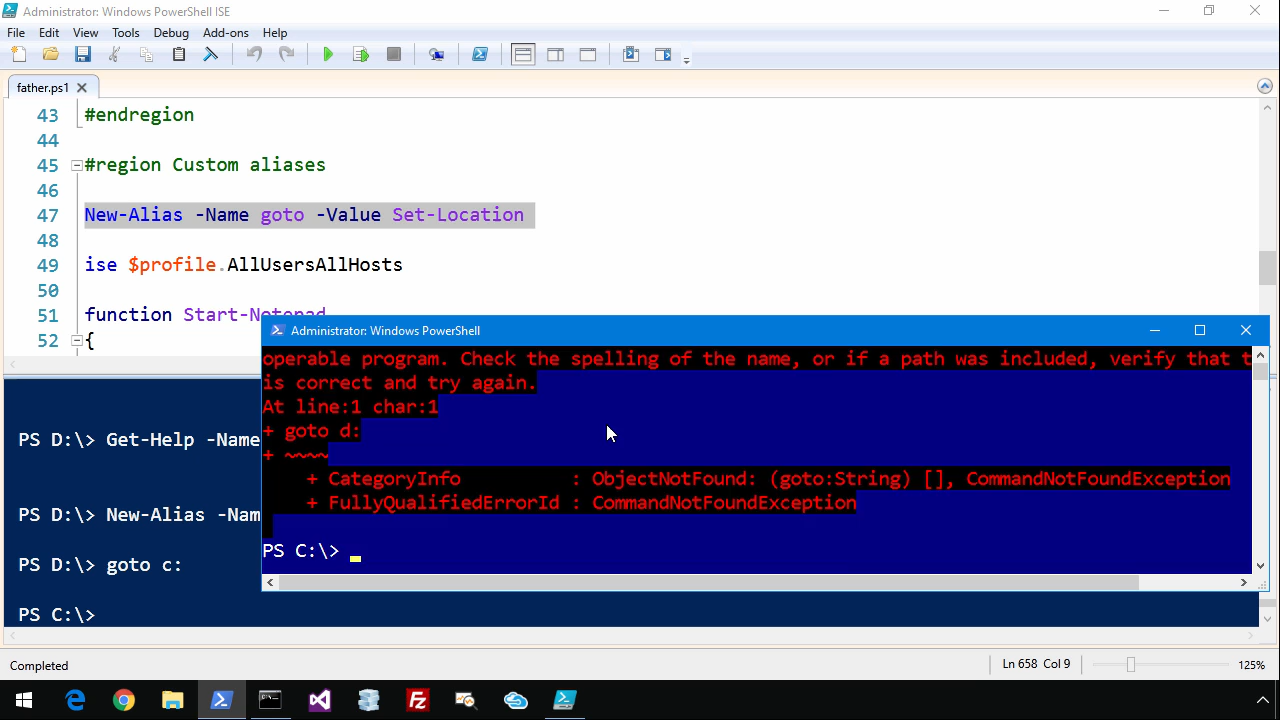 Administrator: Windows PowerShell ISE
File Edit View Tools Debug Add-ons Help
father.ps1
43 #endregion
44
45 #region Custom aliases
46
47 New-Alias -Name goto -Value Set-Location
48
49 ise $profile.AllUsersAllHosts
50
51 function Start-Notepad
52 {
Administrator: Windows PowerShell
operable program. Check the spelling of the name, or if a path was included, verify that t
is correct and try again.
At line:1 char:1
+ goto d:
+ ~~~~
+ CategoryInfo : ObjectNotFound: (goto:String) [], CommandNotFoundException
+ FullyQualifiedErrorId : CommandNotFoundException
PS C:\>
PS D:\> Get-Help -Name
PS D:\> New-Alias -Nam
PS D:\> goto c:
PS C:\>
Completed
Ln 658 Col 9
125%